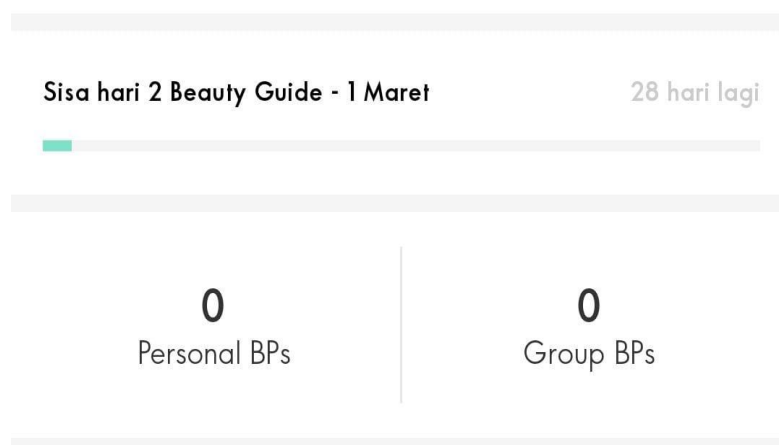 Sisa hari 2 Beauty Guide - 1 Maret
28 hari lagi
0
Personal BPs
0
Group BPs